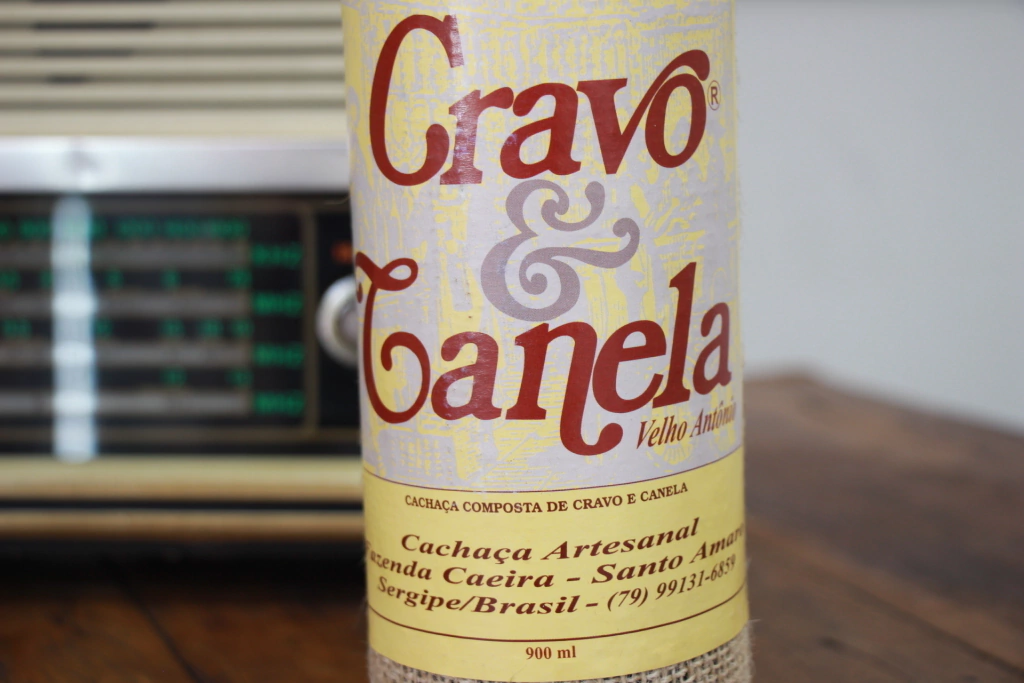 Cravo®
&
Canela
Velho Antônio
CACHAÇA COMPOSTA DE CRAVO E CANELA
Cachaça Artesanal
Fazenda Caeira - Santo Amaro
Sergipe/Brasil - (79) 99131-6859
900 ml